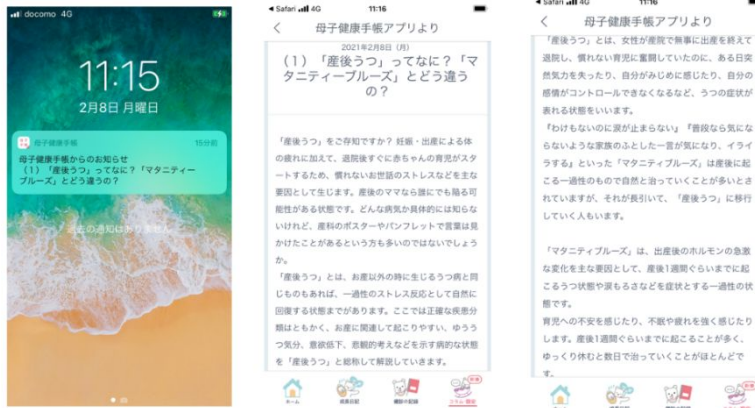 docomo 4G
11:15
2月8日 月曜日
母子健康手帳
15分前
母子健康手帳からのお知らせ
（1）「産後うつ」ってなに？「マタニティー
ブルーズ」とどう違うの？
過去の通知はありません
Safari 4G
11:16
母子健康手帳アプリより
2021年2月8日（月）
（1）「産後うつ」ってなに？「マ
タニティーブルーズ」とどう違う
の？
「産後うつ」をご存知ですか？ 妊娠・出産による体
の疲れに加えて、退院後すぐに赤ちゃんの育児がスタ
ートするため、慣れないお世話のストレスなどを主な
要因として生じます。産後のママなら誰にでも陥る可
能性がある状態です。どんな病気か具体的には知らな
いけれど、産科のポスターやパンフレットで言葉は見
かけたことがあるという方も多いのではないでしょう
か。
「産後うつ」とは、お産以外の時に生じるうつ病と同
じものもあれば、一過性のストレス反応として自然に
回復する状態までがあります。ここでは正確な疾患分
類はともかく、お産に関連して起こりやすい、ゆうう
つ気分、意欲低下、悲観的考えなどを示す病的な状態
を「産後うつ」と総称して解説していきます。
ホーム
成長日記
健診や記録
コラム・限定
Safari 4G
11:16
母子健康手帳アプリより
「産後うつ」とは、女性が産院で無事に出産を終えて
退院し、慣れない育児に奮闘していたのに、ある日突
然気力を失ったり、自分がみじめに感じたり、自分の
感情がコントロールできなくなるなど、うつの症状が
表れる状態をいいます。
『わけもないのに涙が止まらない』『普段なら気にな
らないような家族のふとした一言が気になり、イライ
ラする』といった「マタニティブルーズ」は産後に起
こる一過性のもので自然と治っていくことが多いとさ
れていますが、それが長引いて、「産後うつ」に移行
していく人もいます。
「マタニティブルーズ」は、出産後のホルモンの急激
な変化を主な要因として、産後1週間ぐらいまでに起
こるうつ状態や涙もろさなどを症状とする一過性の状
態です。
育児への不安を感じたり、不眠や疲れを強く感じたり
します。産後1週間ぐらいまでに起こることが多く、
ゆっくり休むと数日で治っていくことがほとんどで
す。